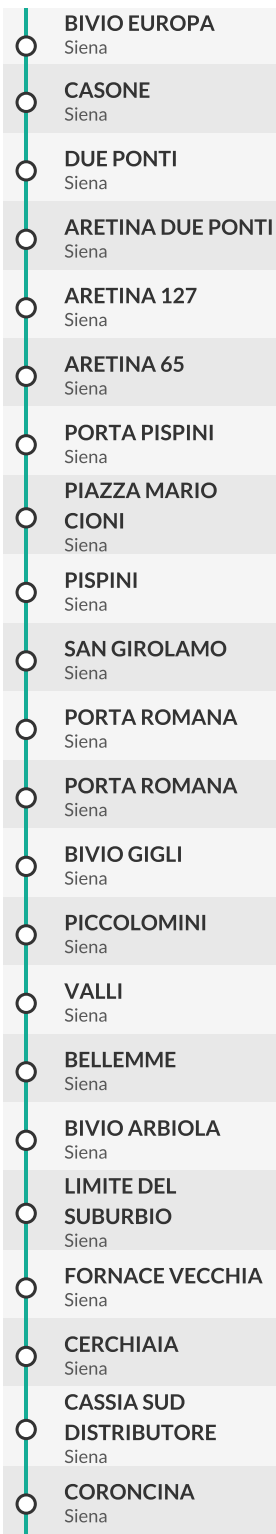 BIVIO EUROPA
Siena
CASONE
Siena
DUE PONTI
Siena
ARETINA DUE PONTI
Siena
ARETINA 127
Siena
ARETINA 65
Siena
PORTA PISPINI
Siena
PIAZZA MARIO
CIONI
Siena
PISPINI
Siena
SAN GIROLAMO
Siena
PORTA ROMANA
Siena
PORTA ROMANA
Siena
BIVIO GIGLI
Siena
PICCOLOMINI
Siena
VALLI
Siena
BELLEMME
Siena
BIVIO ARBIOLA
Siena
LIMITE DEL
SUBURBIO
Siena
FORNACE VECCHIA
Siena
CERCHIAIA
Siena
CASSIA SUD
DISTRIBUTORE
Siena
CORONCINA
Siena